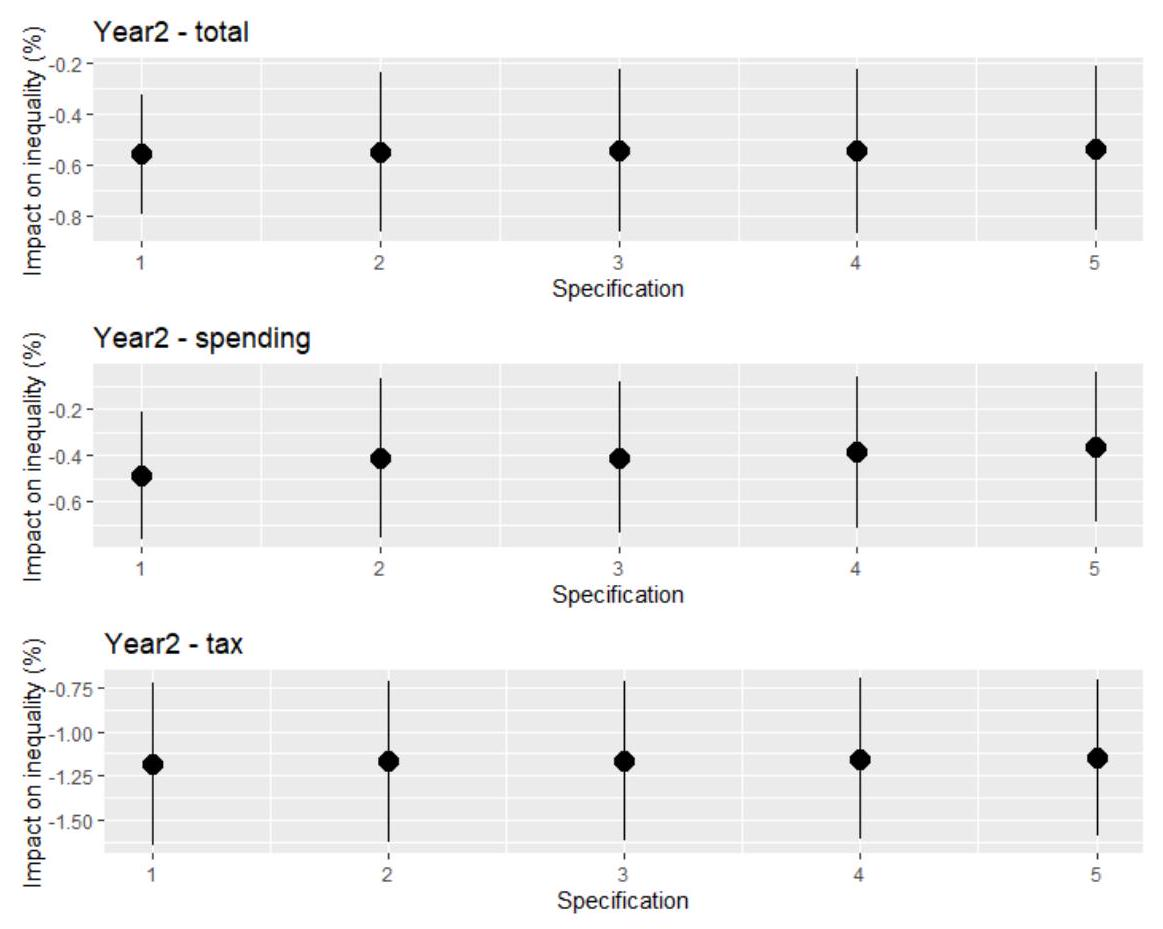 Year2 - total
Impact on inequality (%)
-0.2
-0.4
-0.6
-0.8
1 2 3 4 5
Specification
Year2 - spending
Impact on inequality (%)
-0.2
-0.4
-0.6
1 2 3 4 5
Specification
Year2 - tax
Impact on inequality (%)
-0.75
-1.00
-1.25
-1.50
1 2 3 4 5
Specification